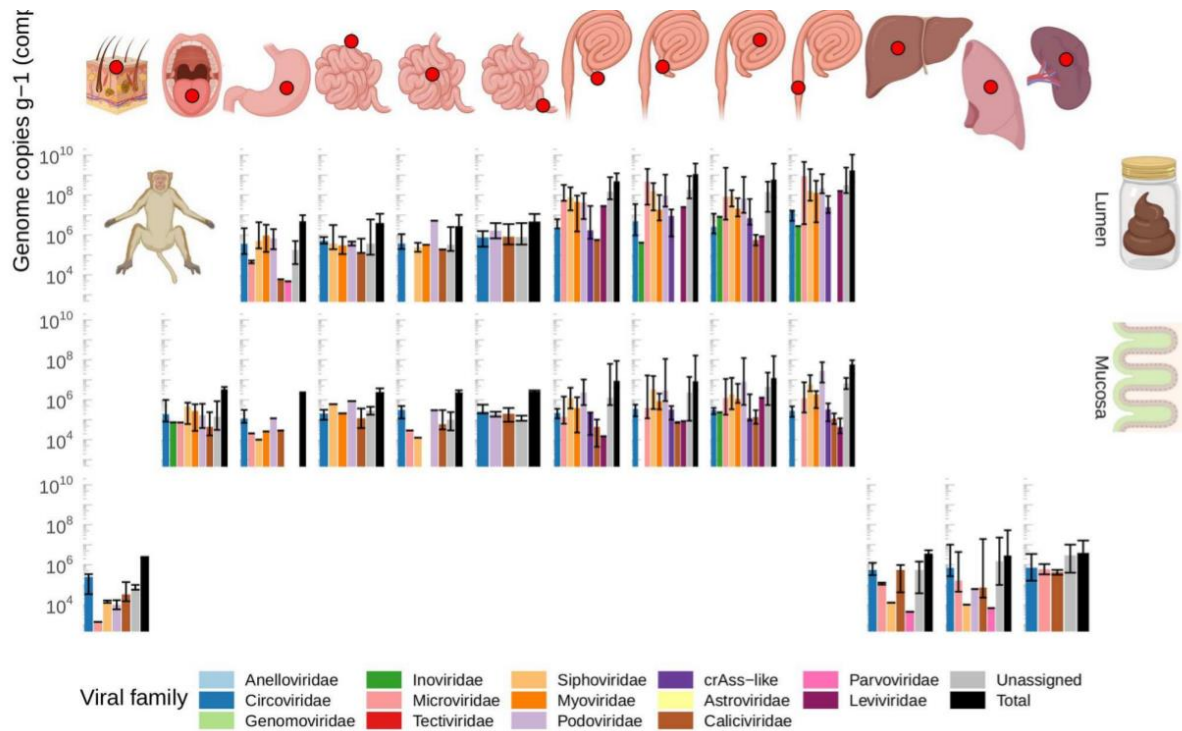 Genome copies g-1 (comp
10^10
10^8
10^6
10^4
Lumen
10^10
10^8
10^6
10^4
Mucosa
10^10
10^8
10^6
10^4
Viral family
Anelloviridae Inoviridae Siphoviridae crAss-like Parvoviridae Unassigned
Circoviridae Microviridae Myoviridae Astroviridae Leviviridae Total
Genomoviridae Tectiviridae Podoviridae Caliciviridae